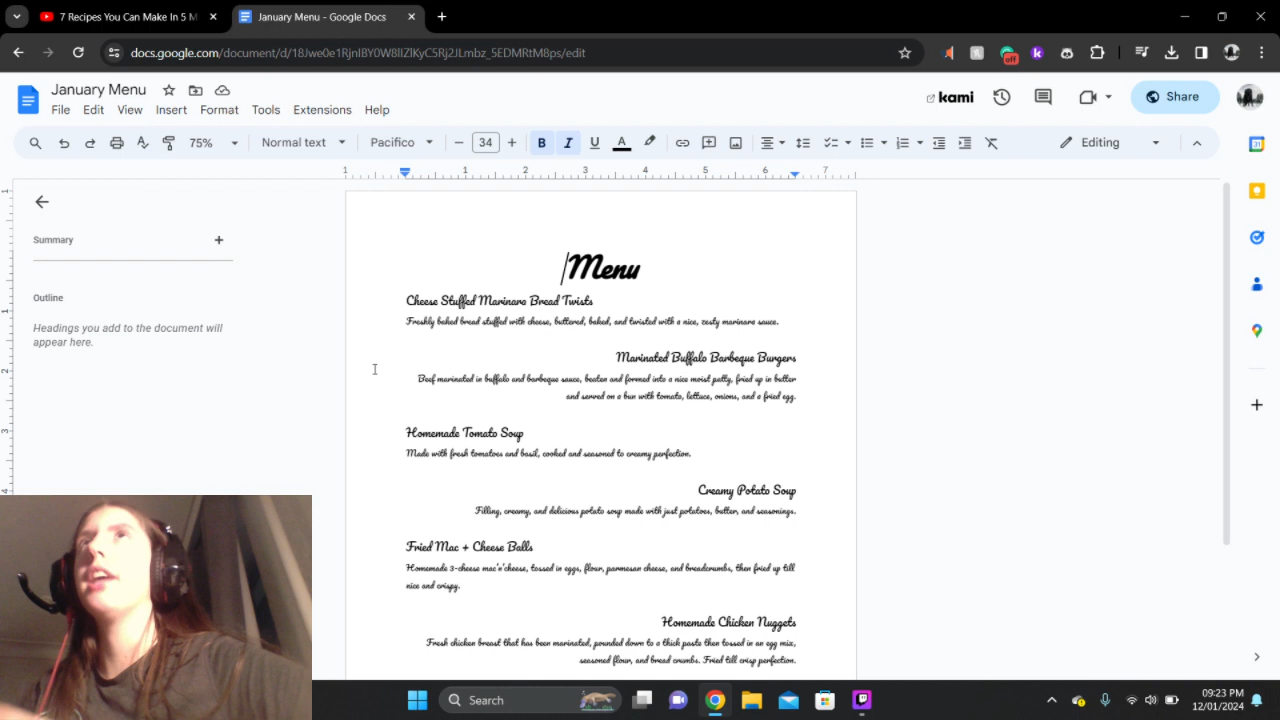 7 Recipes You Can Make In 5 M
January Menu - Google Docs
docs.google.com/document/d/18Jwe0e1RjnIBY0W8IZlKyC5Rj2JLmbz_5EDMRtMbm8ps/edit
off
January Menu
kami
Share
File Edit View Insert Format Tools Extensions Help
75% Normal text Pacifico 34 B I U A Editing
1 1 2 3 4 5 6 7
Summary
Outline
Headings you add to the document will
appear here.
Menu
Cheese Stuffed Marinara Bread Twists
Freshly baked bread stuffed with cheese, buttered, baked, and twisted with a nice, zesty marinara sauce.
Marinated Buffalo Barbeque Burgers
Beef marinated in buffalo and barbeque sauce, beaten and formed into a nice moist patty, fried up in butter
and served on a bun with tomato, lettuce, onions, and a fried egg.
Homemade Tomato Soup
Made with fresh tomatoes and basil, cooked and seasoned to creamy perfection.
Creamy Potato Soup
Filling, creamy, and delicious potato soup made with just potatoes, butter, and seasonings.
Fried Mac + Cheese Balls
Homemade 3-cheese mac'n'cheese, tossed in eggs, flour, parmesan cheese, and breadcrumbs, then fried up till
nice and crispy.
Homemade Chicken Nuggets
Fresh chicken breast that has been marinated, pounded down to a thick paste then tossed in an egg mix,
seasoned flour, and bread crumbs. Fried till crisp perfection.
Search
09:23 PM
12/01/2024